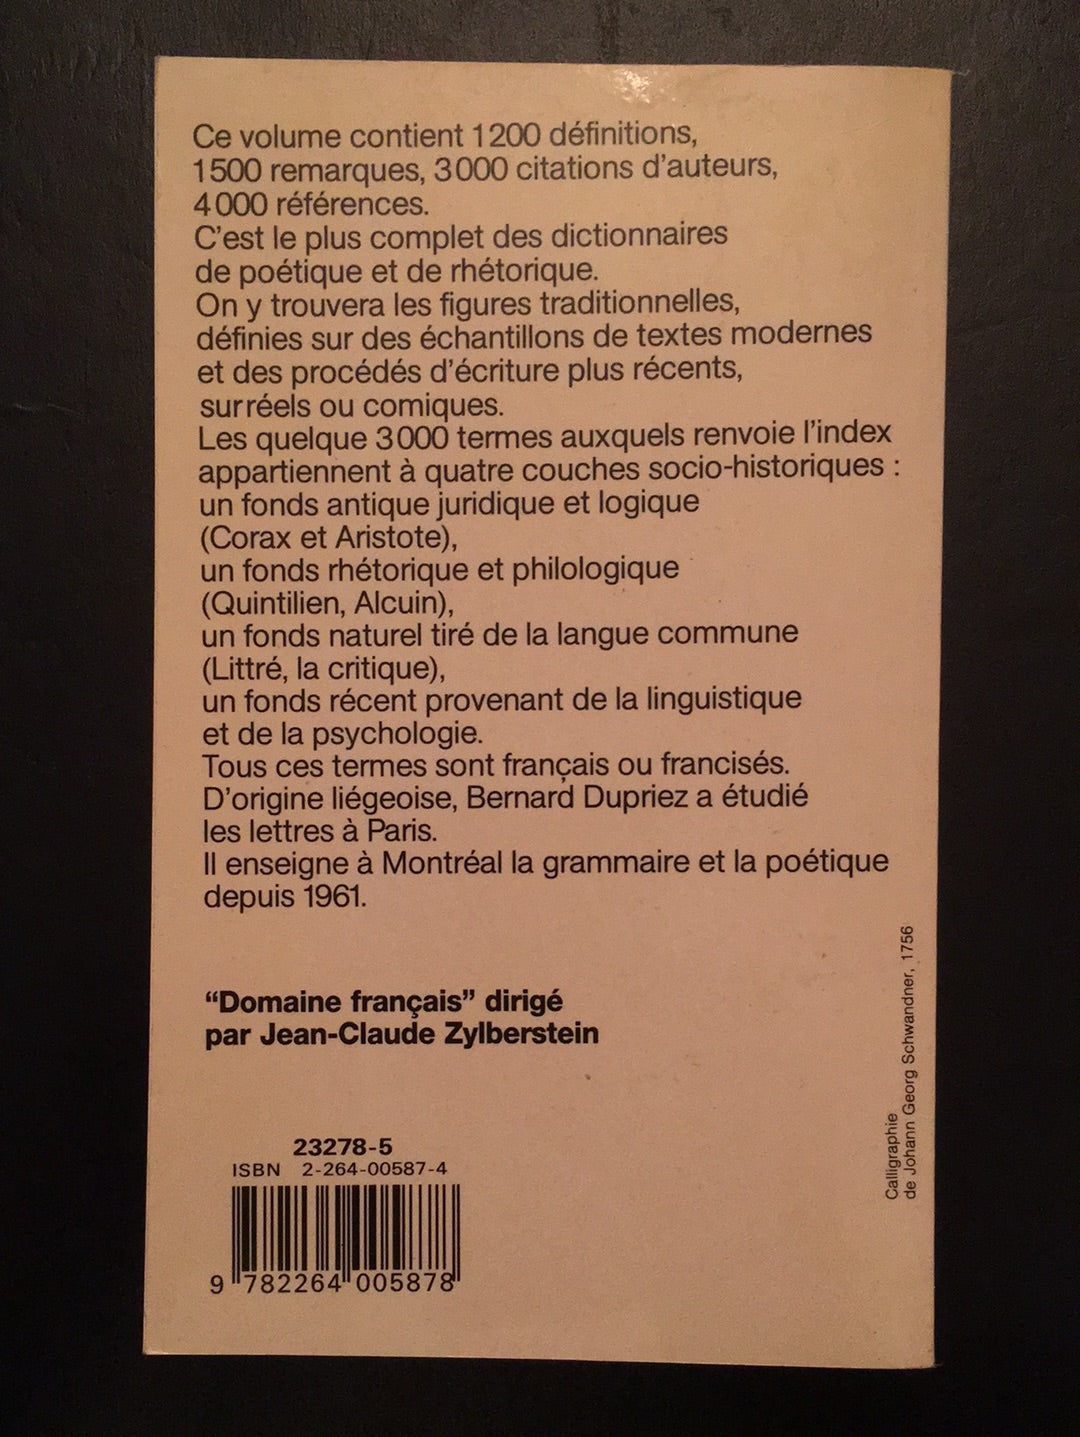 Ce volume contient 1200 définitions,
1500 remarques, 3000 citations d'auteurs,
4000 références.
C'est le plus complet des dictionnaires
de poétique et de rhétorique.
On y trouvera les figures traditionnelles,
définies sur des échantillons de textes modernes
et des procédés d'écriture plus récents,
surréels ou comiques.
Les quelque 3000 termes auxquels renvoie l'index
appartiennent à quatre couches socio-historiques :
un fonds antique juridique et logique
(Corax et Aristote),
un fonds rhétorique et philologique
(Quintilien, Alcuin),
un fonds naturel tiré de la langue commune
(Littré, la critique),
un fonds récent provenant de la linguistique
et de la psychologie.
Tous ces termes sont français ou francisés.
D'origine liégeoise, Bernard Dupriez a étudié
les lettres à Paris.
Il enseigne à Montréal la grammaire et la poétique
depuis 1961.
“Domaine français” dirigé
par Jean-Claude Zylberstein
Calligraphie
de Johann Georg Schwandner, 1756
23278-5
ISBN 2-264-00587-4
9 782264 005878